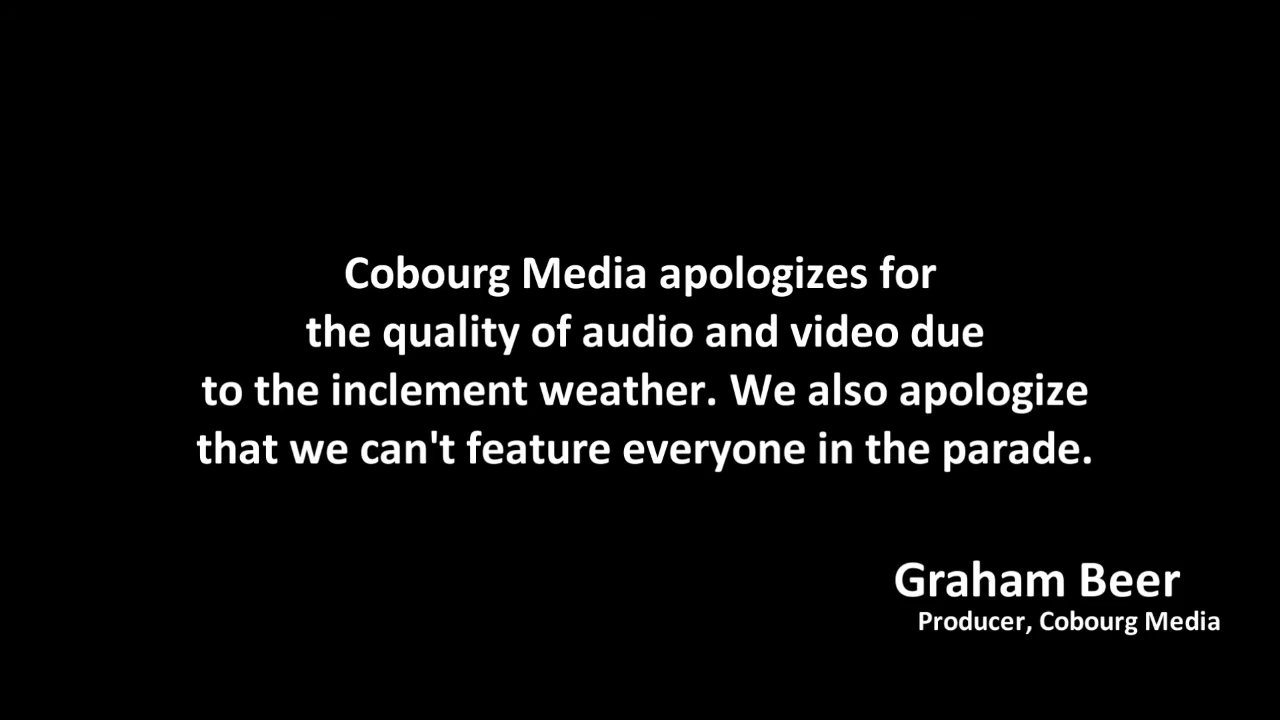 Cobourg Media apologizes for
the quality of audio and video due
to the inclement weather. We also apologize
that we can't feature everyone in the parade.
Graham Beer
Producer, Cobourg Media